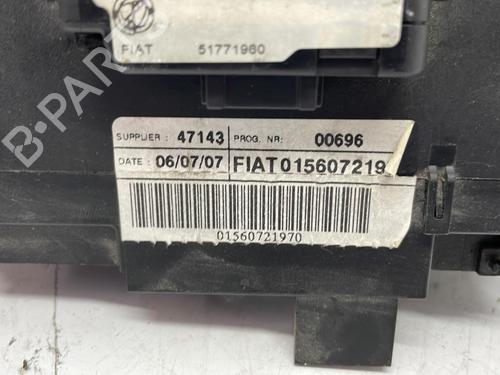 FIAT 51771960
SUPPLIER : 47143 PROG. NR: 00696
DATE : 06/07/07 FIAT 015607219
01560721970
B-PARTS